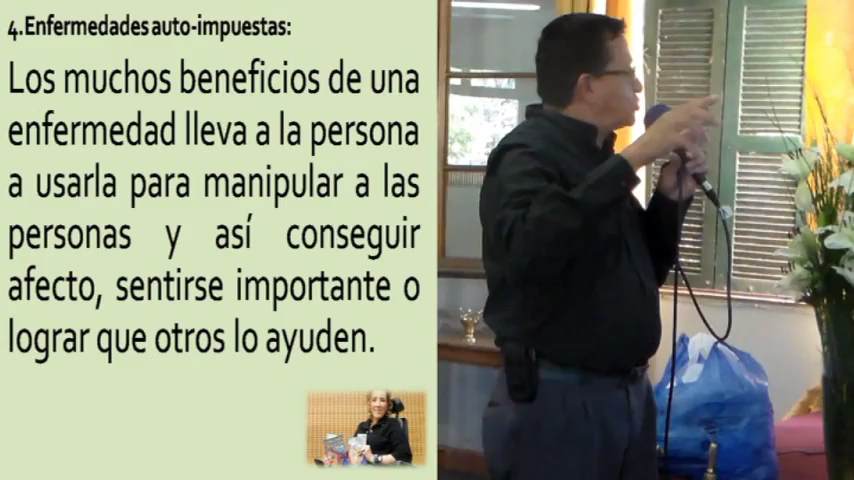 4.Enfermedades auto-impuestas:
Los muchos beneficios de una
enfermedad lleva a la persona
a usarla para manipular a las
personas y así conseguir
afecto, sentirse importante o
lograr que otros lo ayuden.